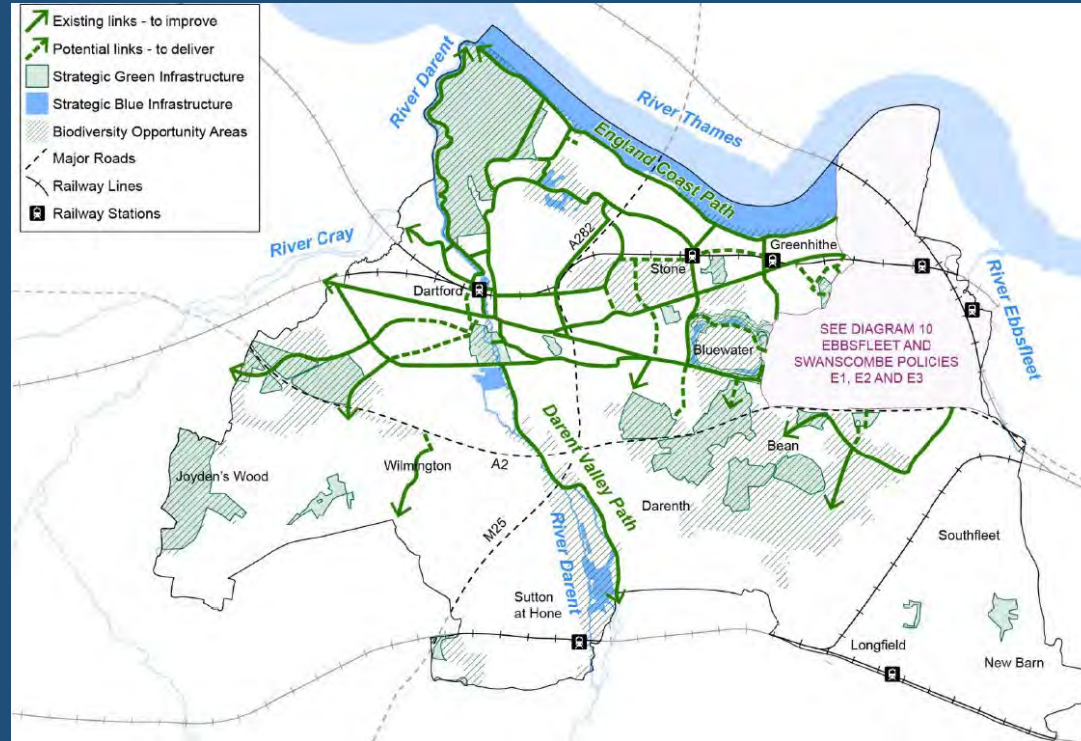 Existing links - to improve
Potential links - to deliver
Strategic Green Infrastructure
Strategic Blue Infrastructure
Biodiversity Opportunity Areas
Major Roads
Railway Lines
Railway Stations
River Darent
River Thames
England Coast Path
River Cray
A282
Greenhithe
Stone
Dartford
River Ebbsfleet
SEE DIAGRAM 10
EBBSFLEET AND
SWANSCOMBE POLICIES
E1, E2 AND E3
Bluewater
Darent Valley Path
Bean
Joyden's Wood
Wilmington
A2
Darenth
M25
River Darent
Southfleet
Sutton
at Hone
Longfield
New Barn